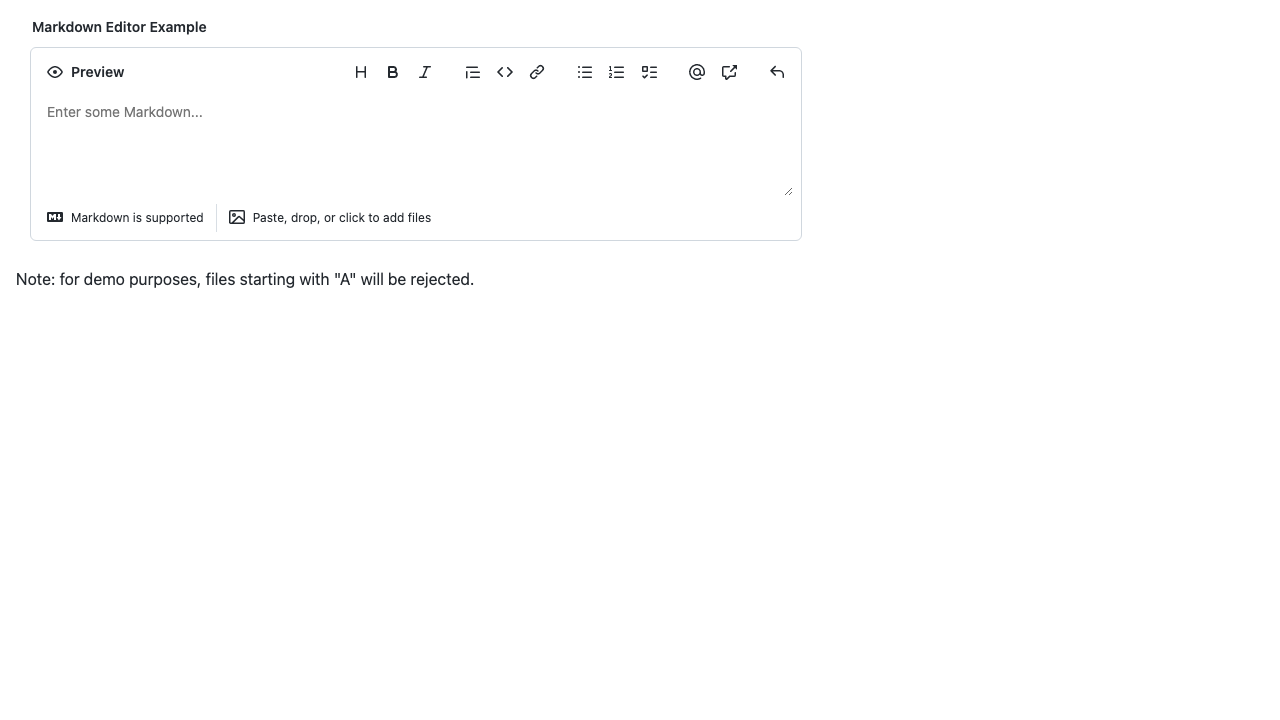 Markdown Editor Example
Preview
Enter some Markdown...
Markdown is supported
Paste, drop, or click to add files
Note: for demo purposes, files starting with "A" will be rejected.